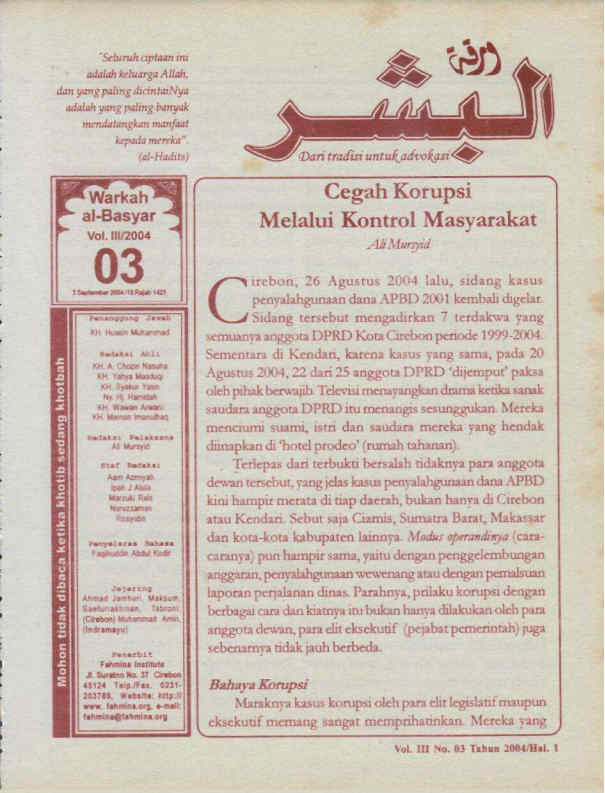 "Seluruh ciptaan ini
adalah keluarga Allah,
dan yang paling dicintaiNya
adalah yang paling banyak
mendatangkan manfaat
kepada mereka".
(al-Hadits)
ورقة
البشر
Dari tradisi untuk advokasi
Warkah
al-Basyar
Vol. III/2004
03
3 September 2004/18 Rajab 1425
Mohon tidak dibaca ketika khotib sedang khotbah
Penanggung Jawab
KH. Husein Muhammad
Redaksi Ahli
KH. A. Chozin Nasuha
KH. Yahya Masduqi
KH. Syakur Yasin
Ny. Hj. Hamidah
KH. Wawan Arwani
KH. Maman Imanulhaq
Redaksi Pelaksana
Ali Mursyid
Staf Redaksi
Aam Azmiyah
Ipah J Atula
Marzuki Rais
Nuruzzaman
Rosyidin
Penyelaras Bahasa
Faqihuddin Abdul Kodir
Jejaring
Ahmad Jamhuri, Maksum,
Saefunakhman, Tabroni
(Cirebon) Muhammad Amin,
(Indramayu)
Penerbit
Fahmina Institute
Jl. Suratno No. 37 Cirebon
45124 Telp./Fax. 0231-
203789, Website: http://
www. fahmina.org, e-mail:
fahmina@fahmina.org
Cegah Korupsi
Melalui Kontrol Masyarakat
Ali Mursyid
Cirebon, 26 Agustus 2004 lalu, sidang kasus
penyalahgunaan dana APBD 2001 kembali digelar.
Sidang tersebut mengadirkan 7 terdakwa yang
semuanya anggota DPRD Kota Cirebon periode 1999-2004.
Sementara di Kendari, karena kasus yang sama, pada 20
Agustus 2004, 22 dari 25 anggota DPRD 'dijemput' paksa
oleh pihak berwajib. Televisi menayangkan drama ketika sanak
saudara anggota DPRD itu menangis sesunggukan. Mereka
menciumi suami, istri dan saudara mereka yang hendak
diinapkan di 'hotel prodeo' (rumah tahanan).
Terlepas dari terbukti bersalah tidaknya para anggota
dewan tersebut, yang jelas kasus penyalahgunaan dana APBD
kini hampir merata di tiap daerah, bukan hanya di Cirebon
atau Kendari. Sebut saja Ciamis, Sumatra Barat, Makassar
dan kota-kota kabupaten lainnya. Modus operandinya (cara-
caranya) pun hampir sama, yaitu dengan penggelembungan
anggaran, penyalahgunaan wewenang atau dengan pemalsuan
laporan perjalanan dinas. Parahnya, prilaku korupsi dengan
berbagai cara dan kiatnya itu bukan hanya dilakukan oleh para
anggota dewan, para elit eksekutif (pejabat pemerintah) juga
sebenarnya tidak jauh berbeda.
Bahaya Korupsi
Maraknya kasus korupsi oleh para elit legislatif maupun
eksekutif memang sangat memprihatinkan. Mereka yang
Vol. III No. 03 Tahun 2004/Hal. 1